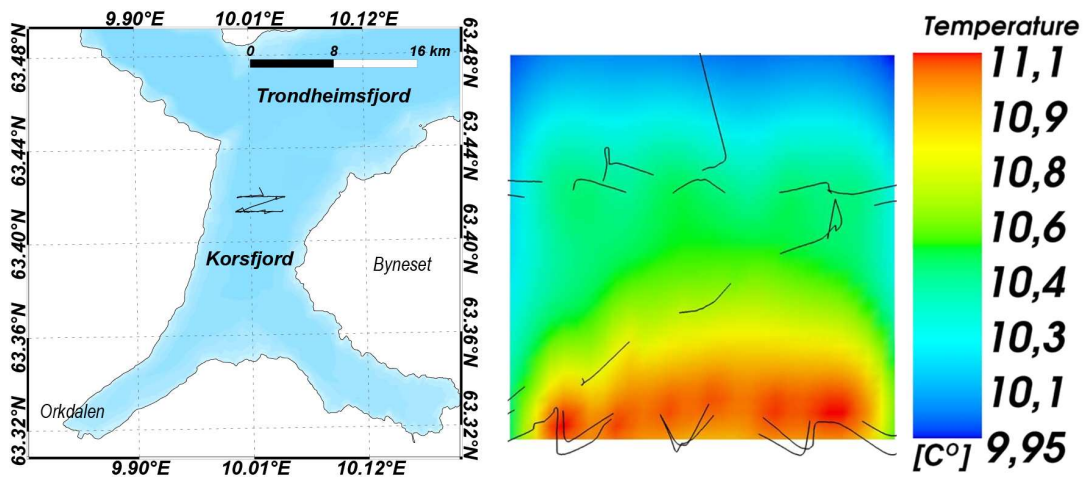 9.90°E 10.01°E 10.12°E
0 8 16 km
Trondheimsfjord
Korsfjord
Byneset
Orkdalen
63.48°N
63.44°N
63.40°N
63.36°N
63.32°N
63.48°N
63.44°N
63.40°N
63.36°N
63.32°N
9.90°E 10.01°E 10.12°E
Temperature
11,1
10,9
10,8
10,6
10,4
10,3
10,1
9,95
[C°]